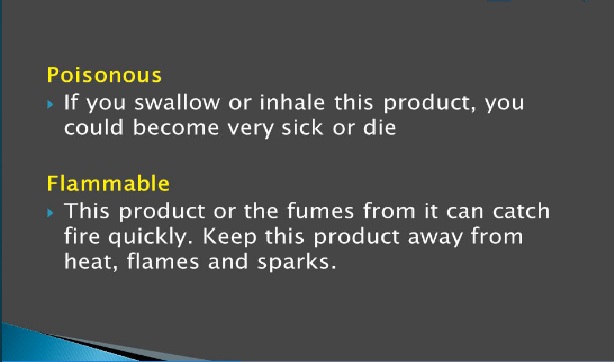 Poisonous
If you swallow or inhale this product, you
could become very sick or die
Flammable
This product or the fumes from it can catch
fire quickly. Keep this product away from
heat, flames and sparks.